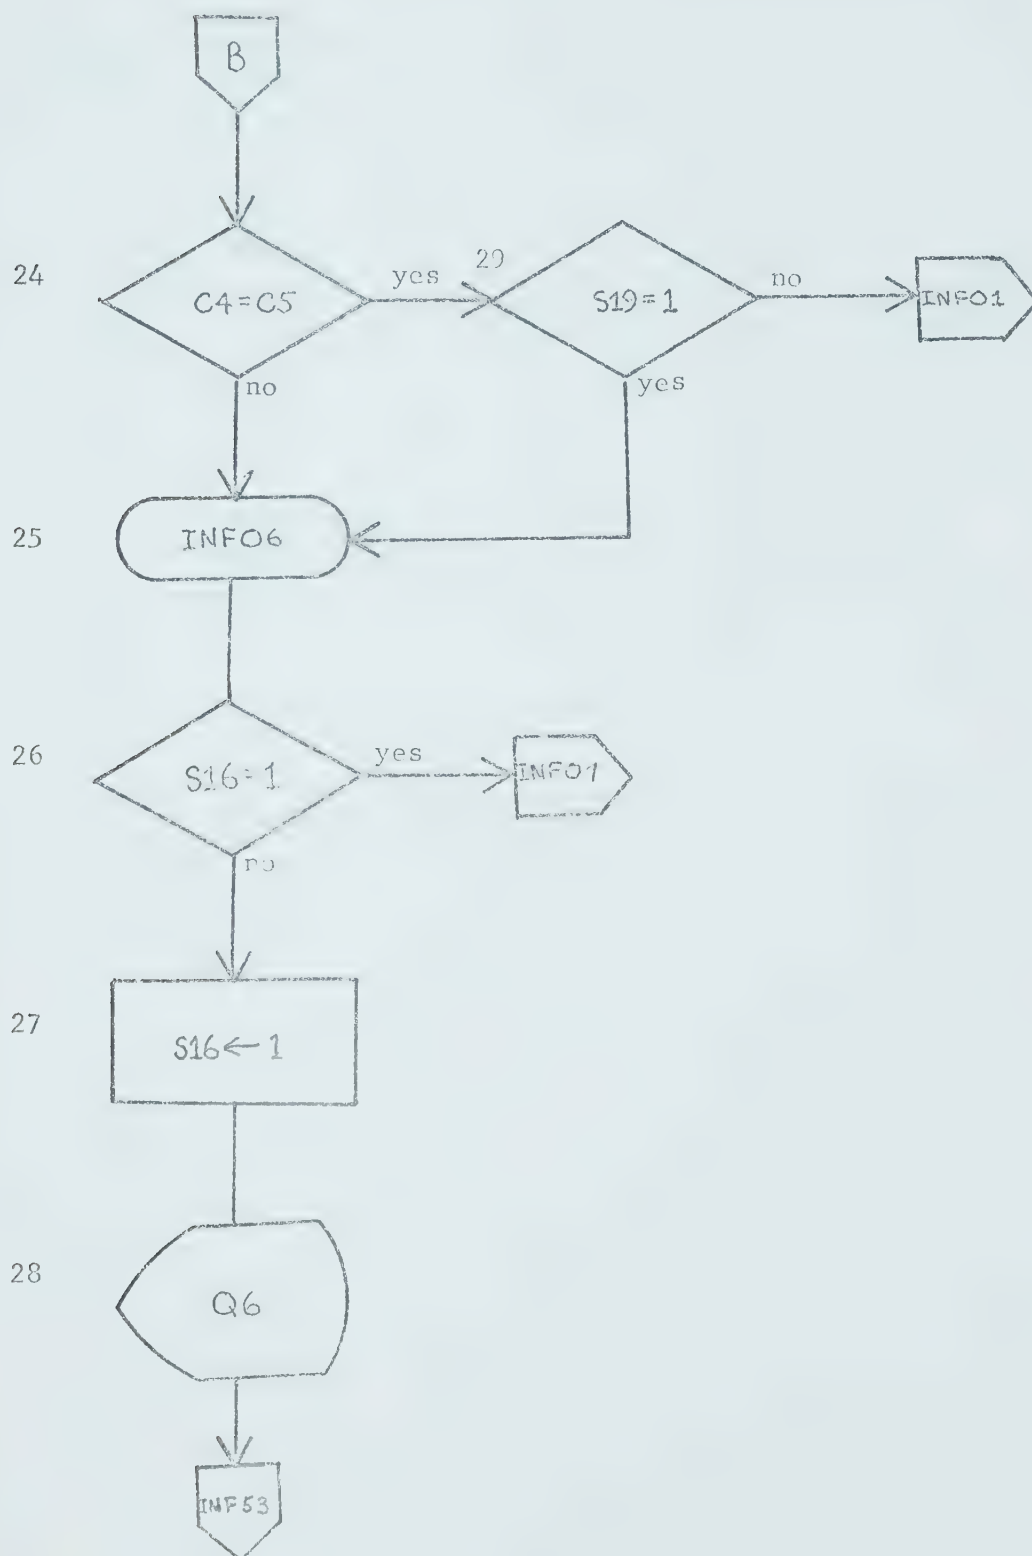 B
24
C4=C5
yes
29
S19=1
no
INFO1
no
yes
25
INFO6
26
S16=1
yes
no
27
S16←1
28
Q6
INF53